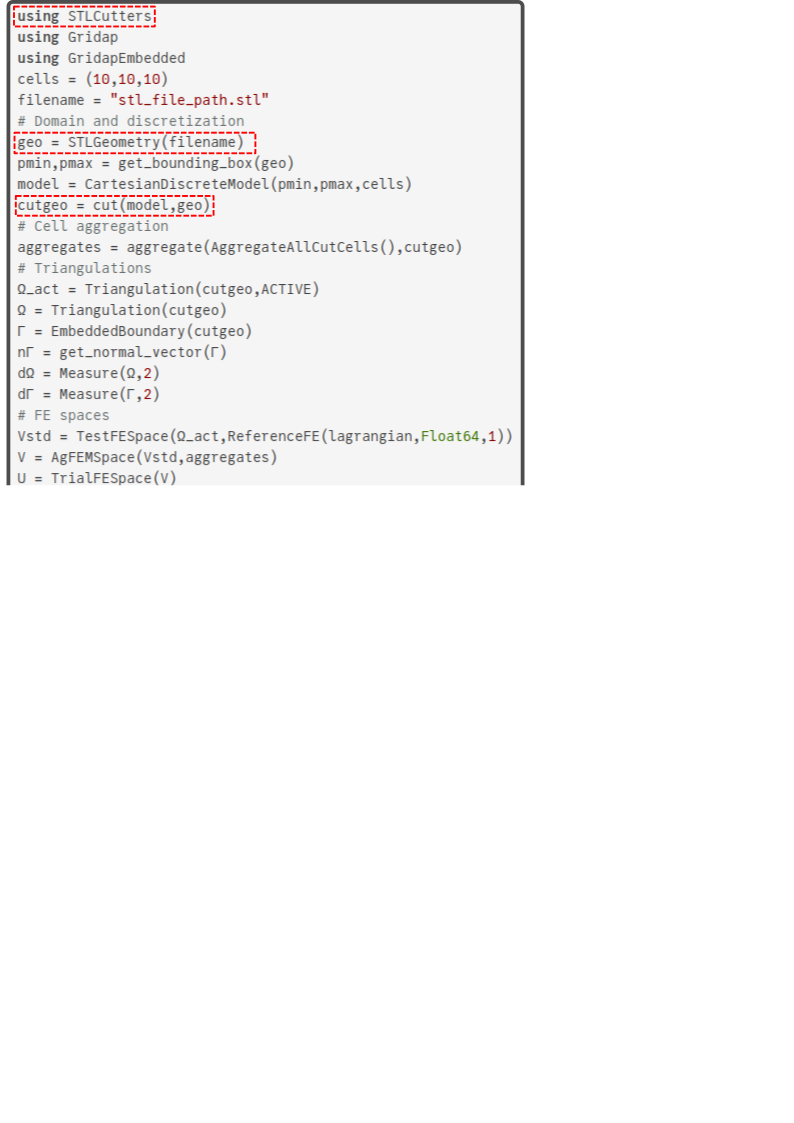 using STLCutters
using Gridap
using GridapEmbedded
cells = (10,10,10)
filename = "stl_file_path.stl"
# Domain and discretization
geo = STLGeometry(filename)
pmin,pmax = get_bounding_box(geo)
model = CartesianDiscreteModel(pmin,pmax,cells)
cutgeo = cut(model,geo)
# Cell aggregation
aggregates = aggregate(AggregateAllCutCells(),cutgeo)
# Triangulations
Ω_act = Triangulation(cutgeo,ACTIVE)
Ω = Triangulation(cutgeo)
Γ = EmbeddedBoundary(cutgeo)
nΓ = get_normal_vector(Γ)
dΩ = Measure(Ω,2)
dΓ = Measure(Γ,2)
# FE spaces
Vstd = TestFESpace(Ω_act,ReferenceFE(lagrangian,Float64,1))
V = AgFEMSpace(Vstd,aggregates)
U = TrialFESpace(V)